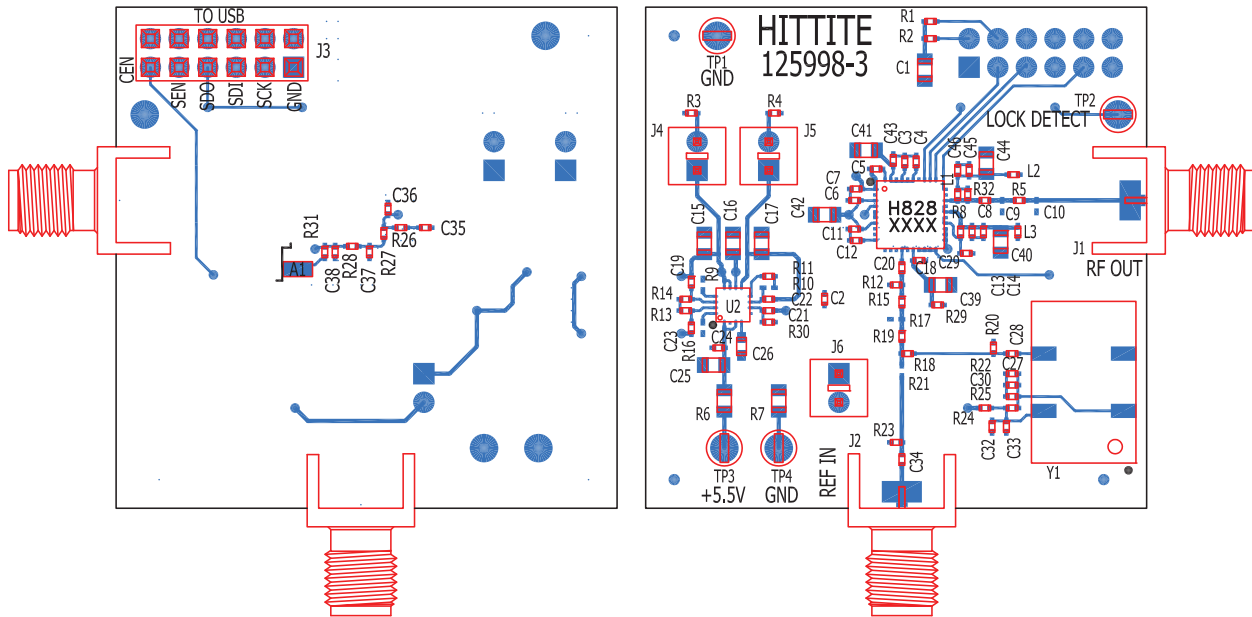 TO USB
J3
CEN
SEN
SDO
SDI
SCK
GND
C36
R31
R26
C35
R27
A1
C38
R28
C37
HITTITE
125998-3
TP1
GND
R1
R2
C1
TP2
LOCK DETECT
R3
R4
J4
J5
C41
C43
C3
C4
C46
C45
C44
C5
C7
C6
L1
L2
R32
R5
C42
H828
XXXX
R8
C8
C9
C10
C15
C16
C17
C11
C12
L3
C40
J1
RF OUT
C20
C18
C29
C13
C14
C19
R9
R11
R10
R12
R15
C39
R29
R14
R13
U2
C22
C21
R30
C2
R17
C23
R16
C24
C26
C25
R19
R18
R20
C28
C27
R22
C30
R25
R24
C32
C33
J6
R21
R6
R7
R23
J2
C34
REF IN
TP3
+5.5V
TP4
GND
Y1